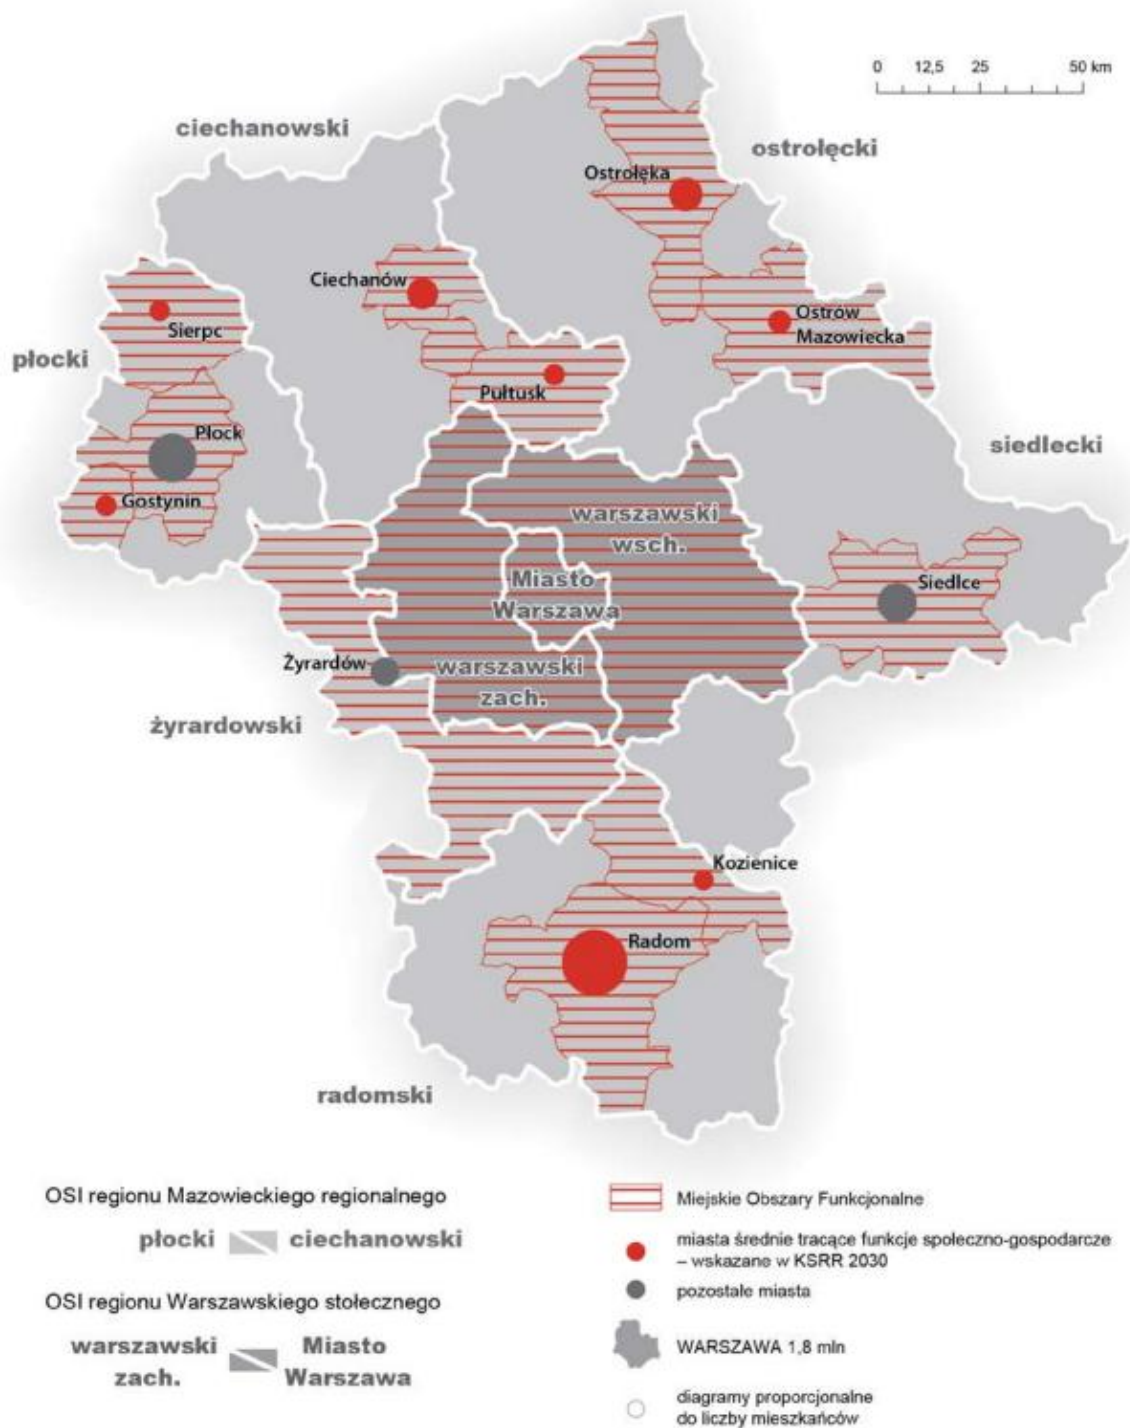 0 12,5 25 50 km
ciechanowski
ostrołęcki
Ostrołęka
Ciechanów
Sierpc
Ostrów
Mazowiecka
płocki
Pułtusk
Płock
siedlecki
Gostynin
warszawski
wsch.
Miasto
Warszawa
Siedlce
Żyrardów
warszawski
zach.
żyrardowski
Kozienice
Radom
radomski
OSI regionu Mazowieckiego regionalnego
płocki ciechanowski
OSI regionu Warszawskiego stołecznego
warszawski
zach.
Miasto
Warszawa
Miejskie Obszary Funkcjonalne
miasta średnie tracące funkcje społeczno-gospodarcze
– wskazane w KSRR 2030
pozostałe miasta
WARSZAWA 1,8 mln
diagramy proporcjonalne
do liczby mieszkańców